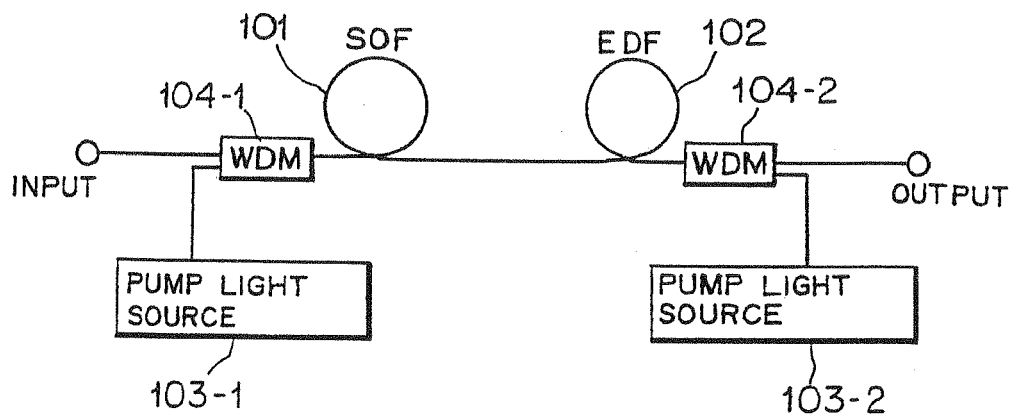 101
SOF
EDF
102
104-1
104-2
WDM
WDM
INPUT
OUTPUT
PUMP LIGHT
SOURCE
PUMP LIGHT
SOURCE
103-1
103-2